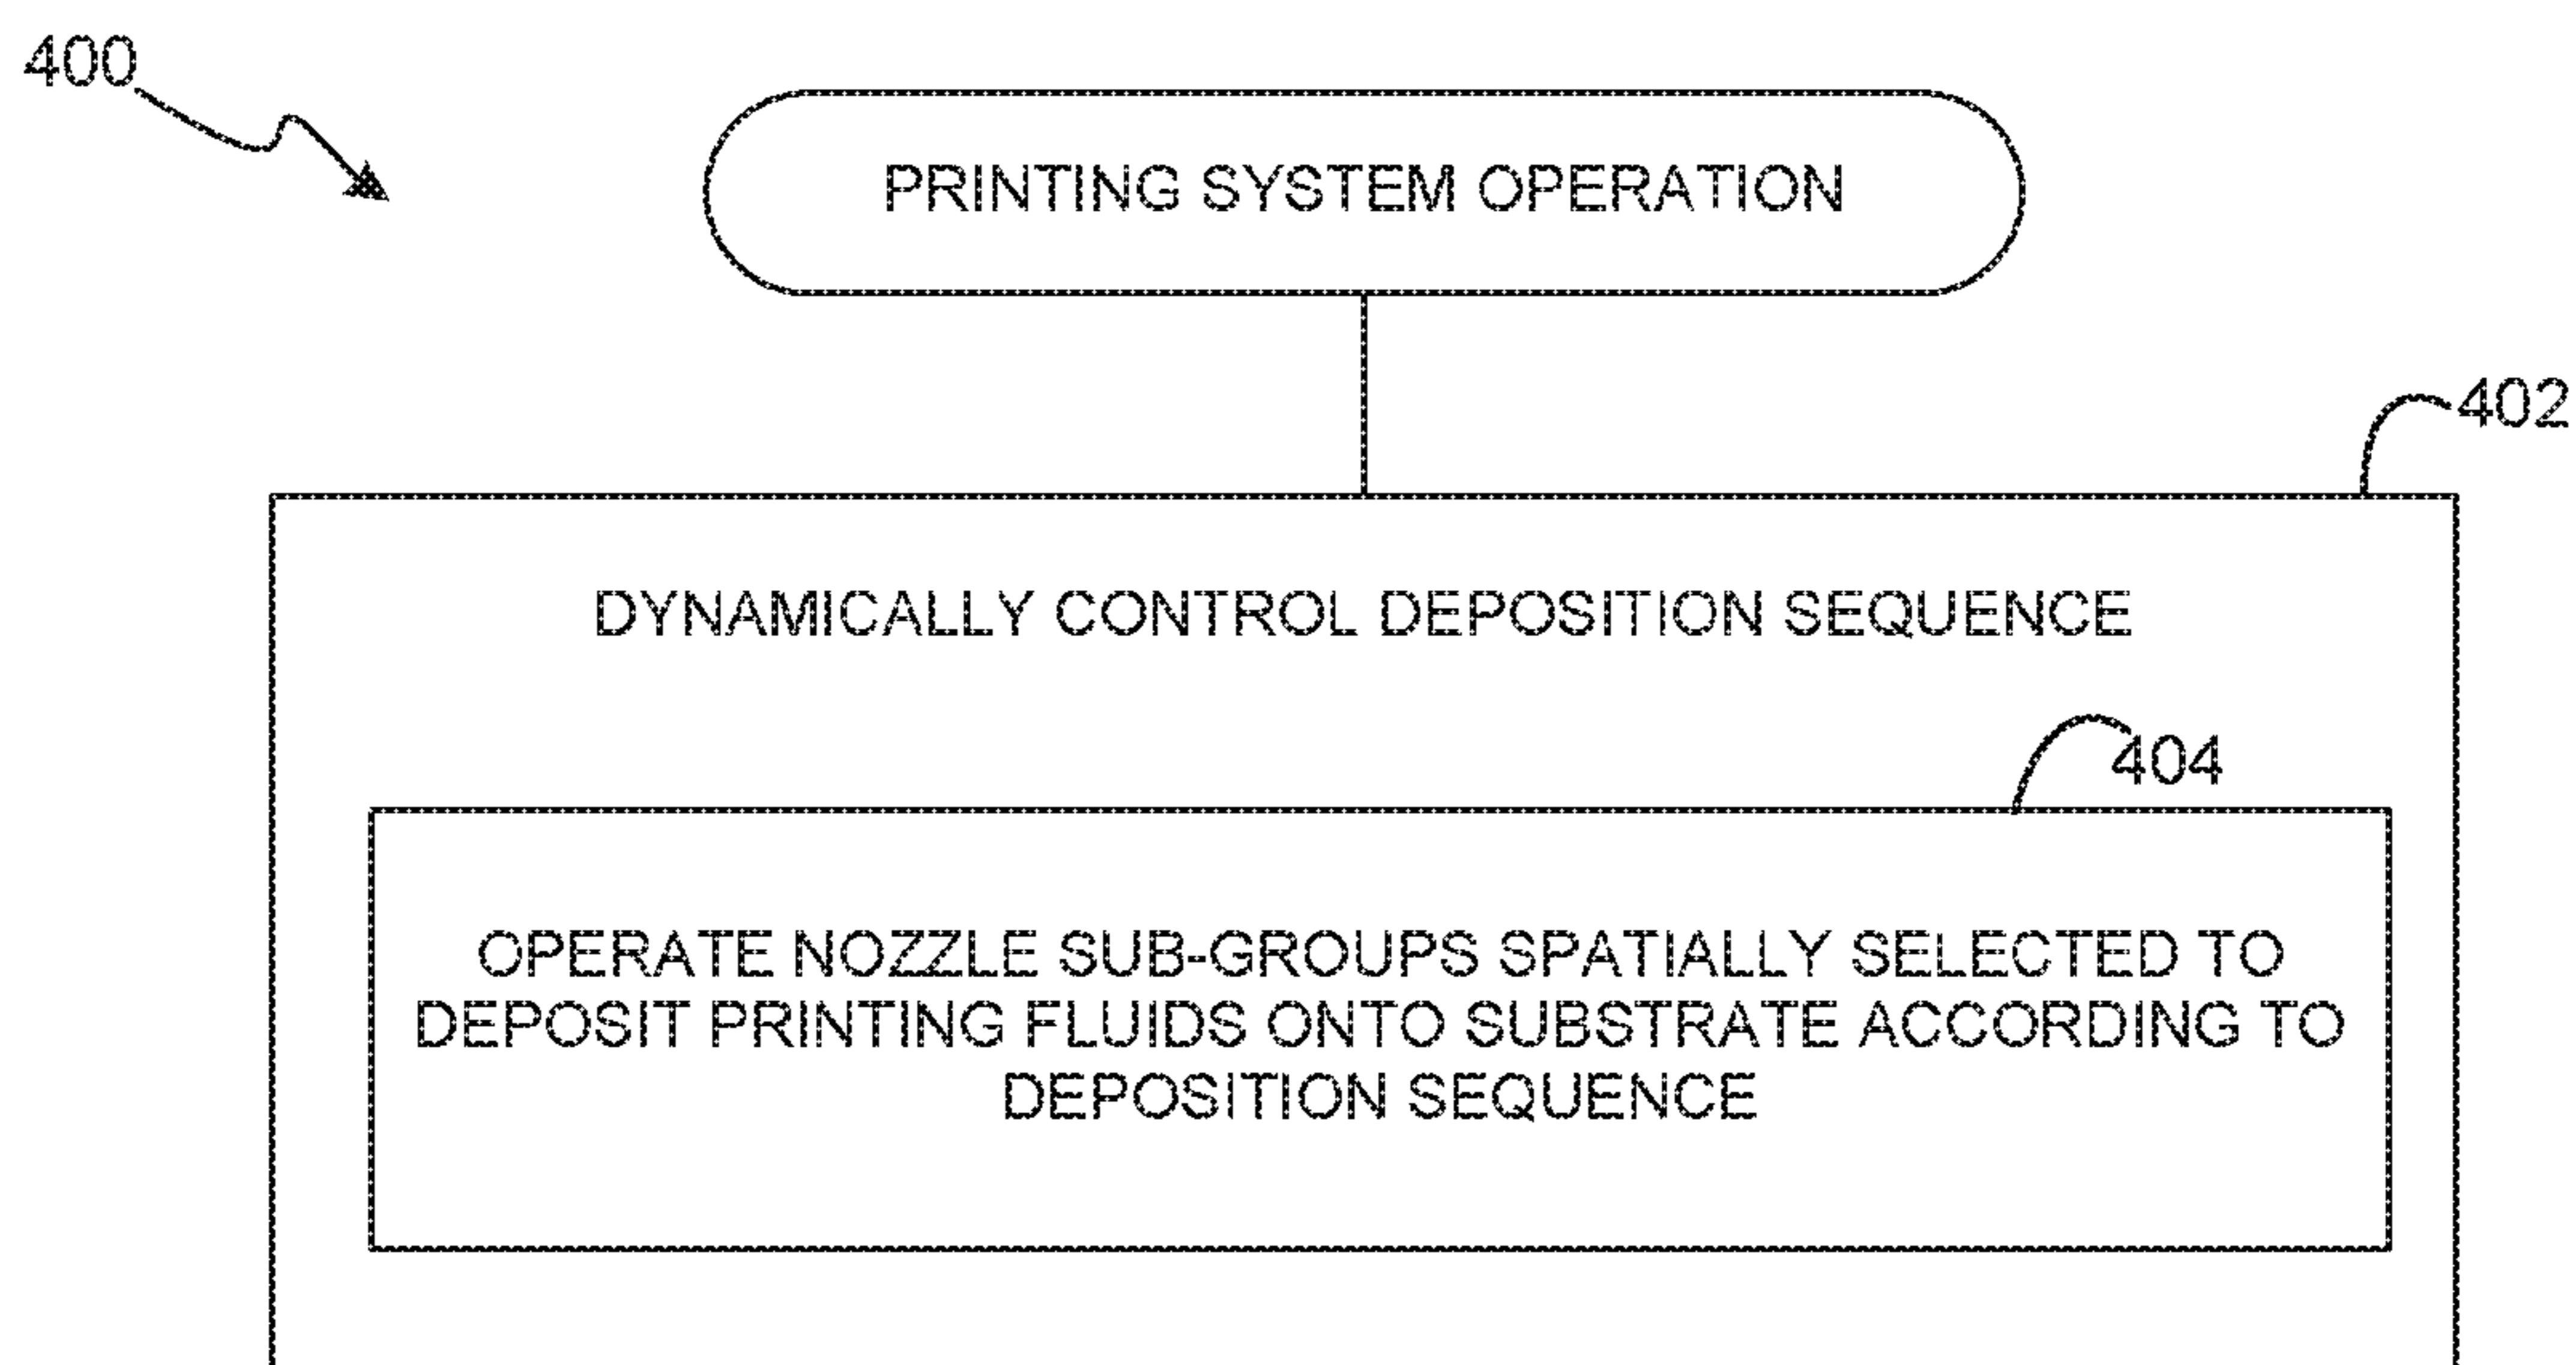 400
PRINTING SYSTEM OPERATION
402
DYNAMICALLY CONTROL DEPOSITION SEQUENCE
404
OPERATE NOZZLE SUB-GROUPS SPATIALLY SELECTED TO
DEPOSIT PRINTING FLUIDS ONTO SUBSTRATE ACCORDING TO
DEPOSITION SEQUENCE